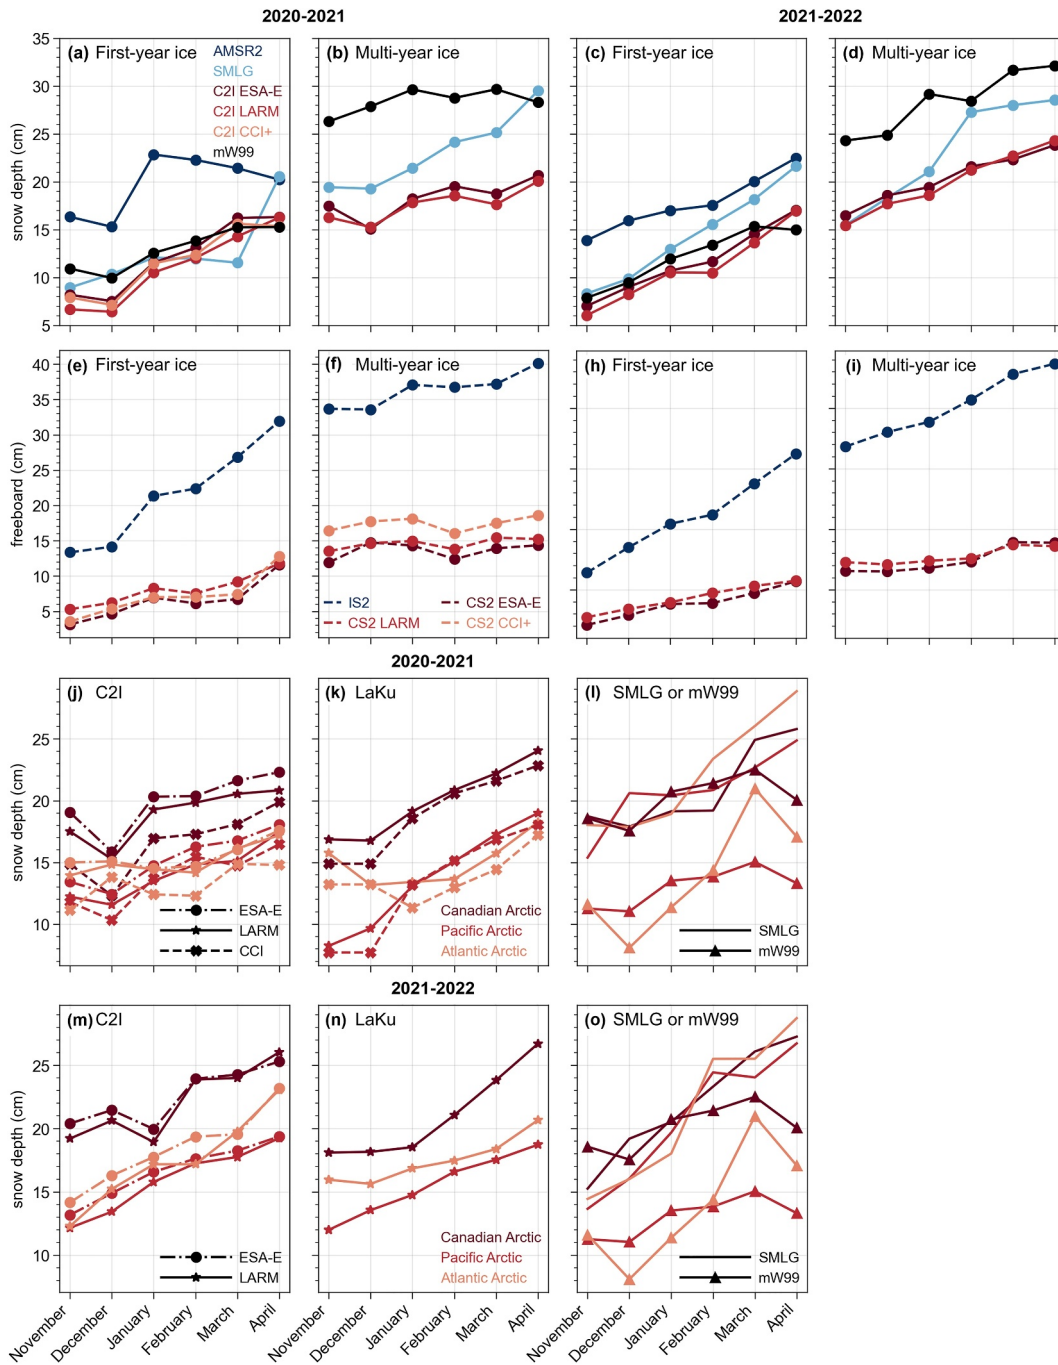 2020-2021 2021-2022
(a) First-year ice
AMSR2
SMLG
C2I ESA-E
C2I LARM
C2I CCI+
mW99
(b) Multi-year ice
(c) First-year ice
(d) Multi-year ice
35
30
25
20
15
10
5
snow depth (cm)
(e) First-year ice
(f) Multi-year ice
(h) First-year ice
(i) Multi-year ice
40
35
30
25
20
15
10
5
freeboard (cm)
IS2 CS2 ESA-E
CS2 LARM CS2 CCI+
2020-2021
(j) C2I
(k) LaKu
(l) SMLG or mW99
25
20
15
10
snow depth (cm)
ESA-E
LARM
CCI
Canadian Arctic
Pacific Arctic
Atlantic Arctic
SMLG
mW99
2021-2022
(m) C2I
(n) LaKu
(o) SMLG or mW99
25
20
15
10
snow depth (cm)
ESA-E
LARM
Canadian Arctic
Pacific Arctic
Atlantic Arctic
SMLG
mW99
November December January February March April
November December January February March April
November December January February March April